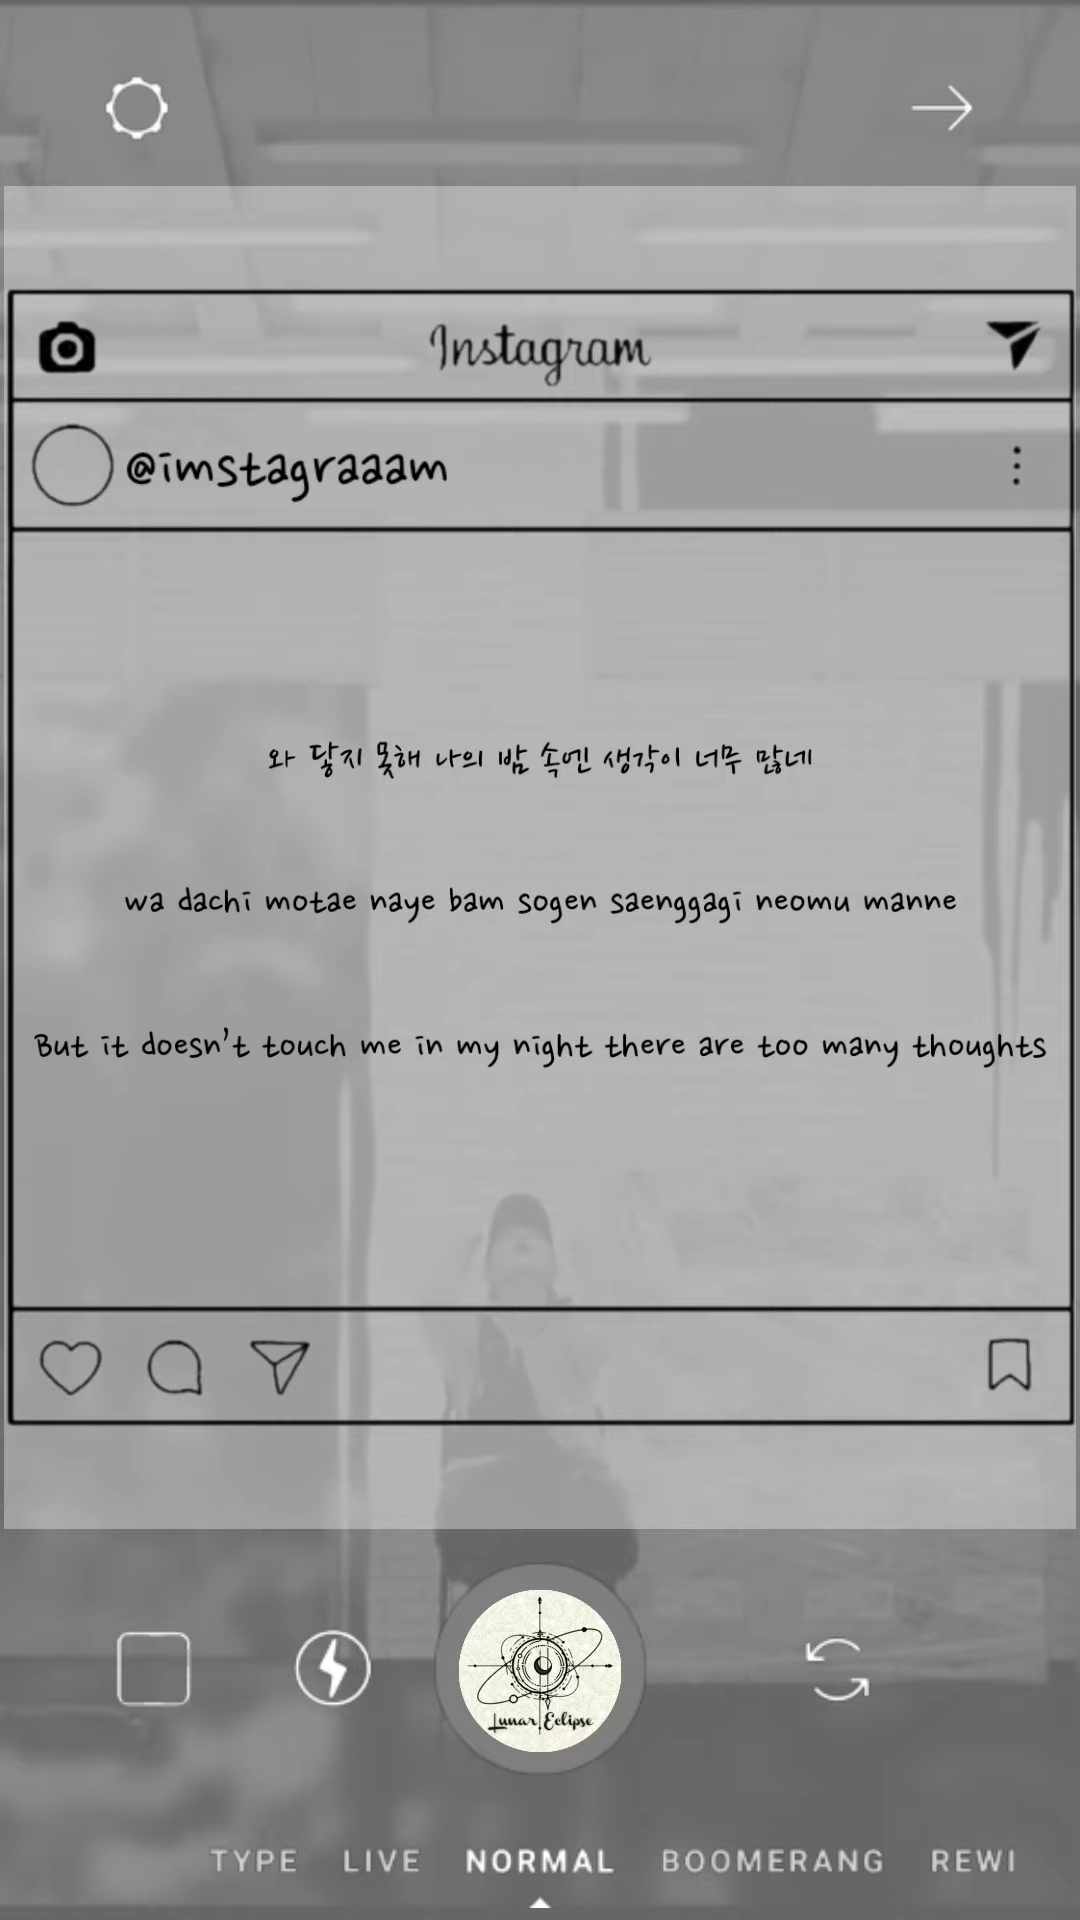 Instagram
@imstagraaam
와 닿지 못해 나의 밤 속엔 생각이 너무 많네
wa dachi motae naye bam sogen saenggagi neomu manne
But it doesn't touch me in my night there are too many thoughts
Lunar Eclipse
TYPE LIVE NORMAL BOOMERANG REWI